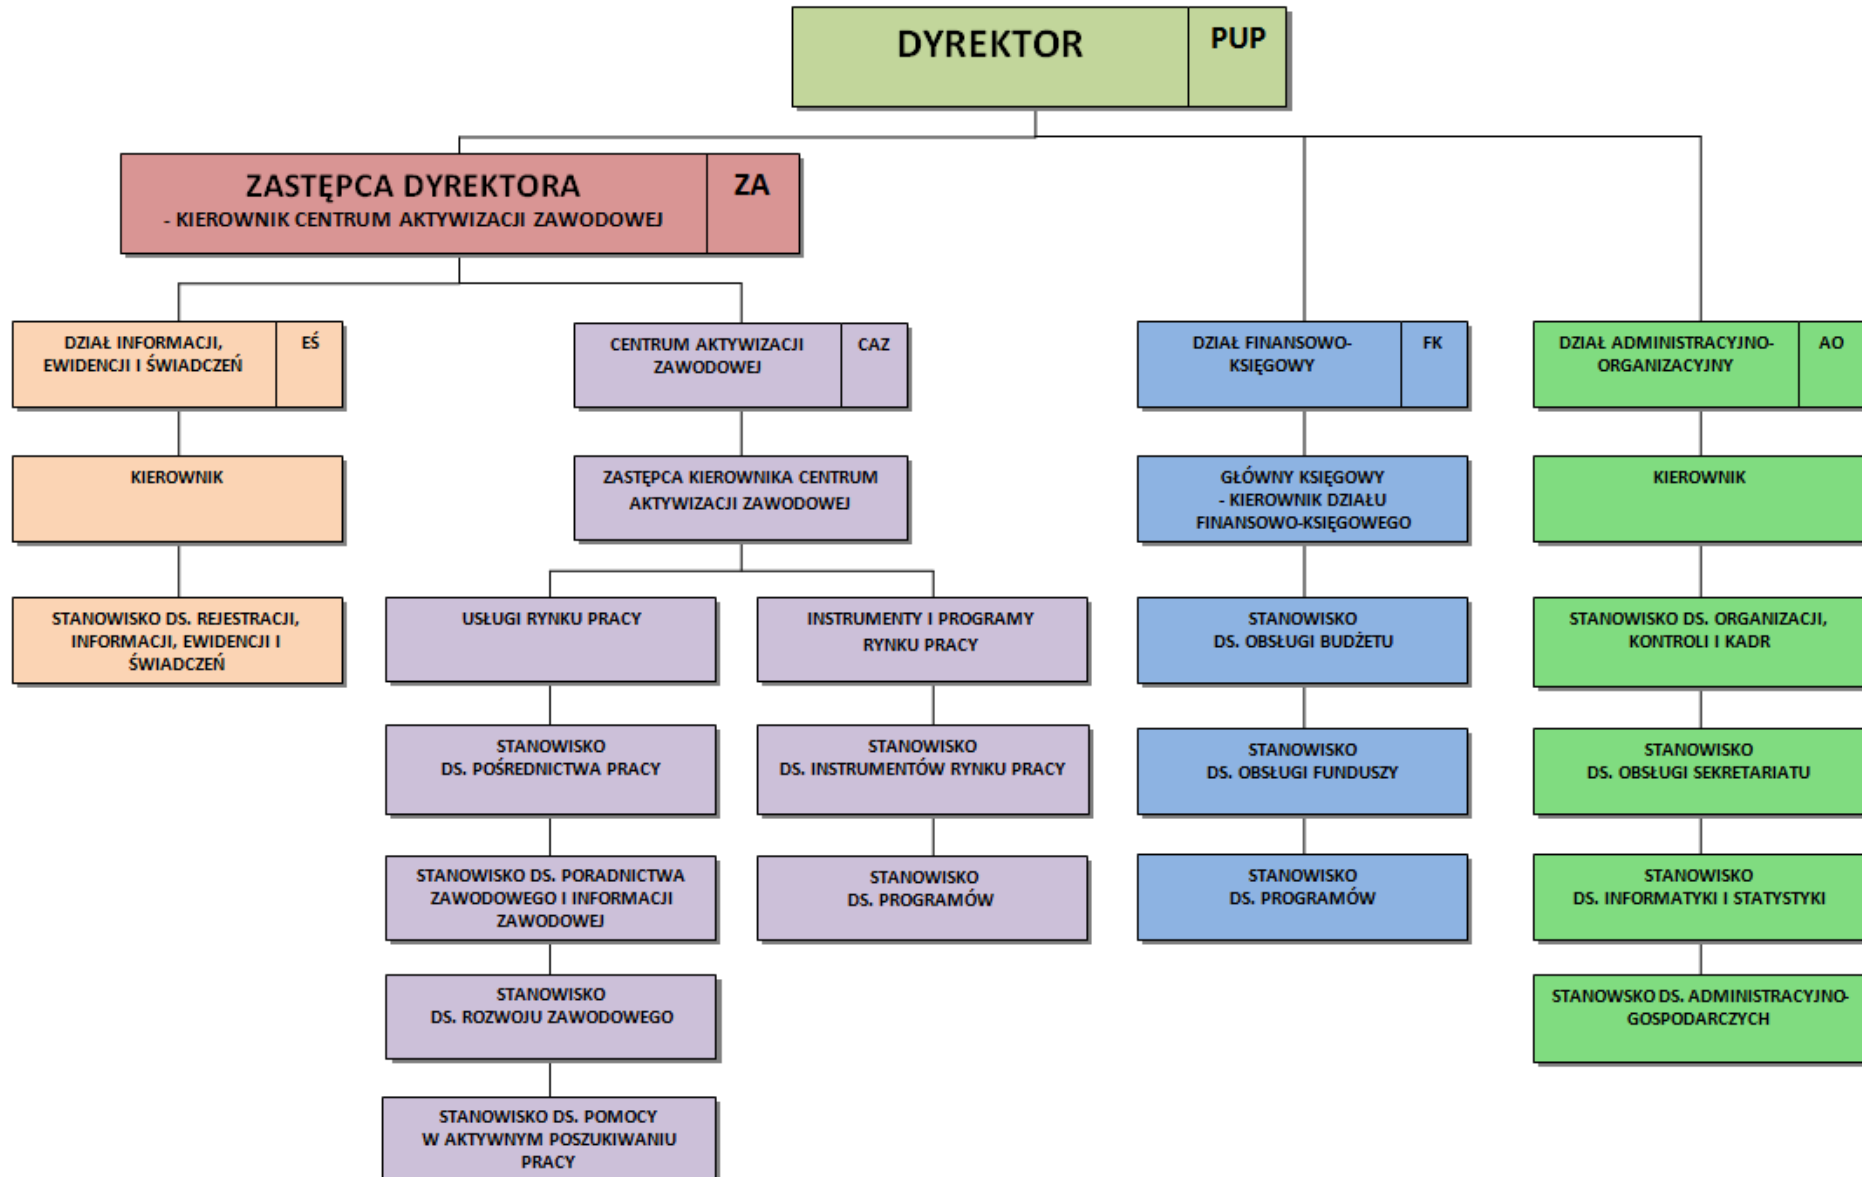 DYREKTOR
PUP
ZASTĘPCA DYREKTORA
- KIEROWNIK CENTRUM AKTYWIZACJI ZAWODOWEJ
ZA
DZIAŁ INFORMACJI,
EWIDENCJI I ŚWIADCZEŃ
EŚ
CENTRUM AKTYWIZACJI
ZAWODOWEJ
CAZ
DZIAŁ FINANSOWO-
KSIĘGOWY
FK
DZIAŁ ADMINISTRACYJNO-
ORGANIZACYJNY
AO
KIEROWNIK
ZASTĘPCA KIEROWNIKA CENTRUM
AKTYWIZACJI ZAWODOWEJ
GŁÓWNY KSIĘGOWY
- KIEROWNIK DZIAŁU
FINANSOWO-KSIĘGOWEGO
KIEROWNIK
STANOWISKO DS. REJESTRACJI,
INFORMACJI, EWIDENCJI I
ŚWIADCZEŃ
USŁUGI RYNKU PRACY
INSTRUMENTY I PROGRAMY
RYNKU PRACY
STANOWISKO
DS. OBSŁUGI BUDŻETU
STANOWISKO DS. ORGANIZACJI,
KONTROLI I KADR
STANOWISKO
DS. POŚREDNICTWA PRACY
STANOWISKO
DS. INSTRUMENTÓW RYNKU PRACY
STANOWISKO
DS. OBSŁUGI FUNDUSZY
STANOWISKO
DS. OBSŁUGI SEKRETARIATU
STANOWISKO DS. PORADNICTWA
ZAWODOWEGO I INFORMACJI
ZAWODOWEJ
STANOWISKO
DS. PROGRAMÓW
STANOWISKO
DS. PROGRAMÓW
STANOWISKO
DS. INFORMATYKI I STATYSTYKI
STANOWISKO
DS. ROZWOJU ZAWODOWEGO
STANOWSKO DS. ADMINISTRACYJNO-
GOSPODARCZYCH
STANOWISKO DS. POMOCY
W AKTYWNYM POSZUKIWANIU
PRACY